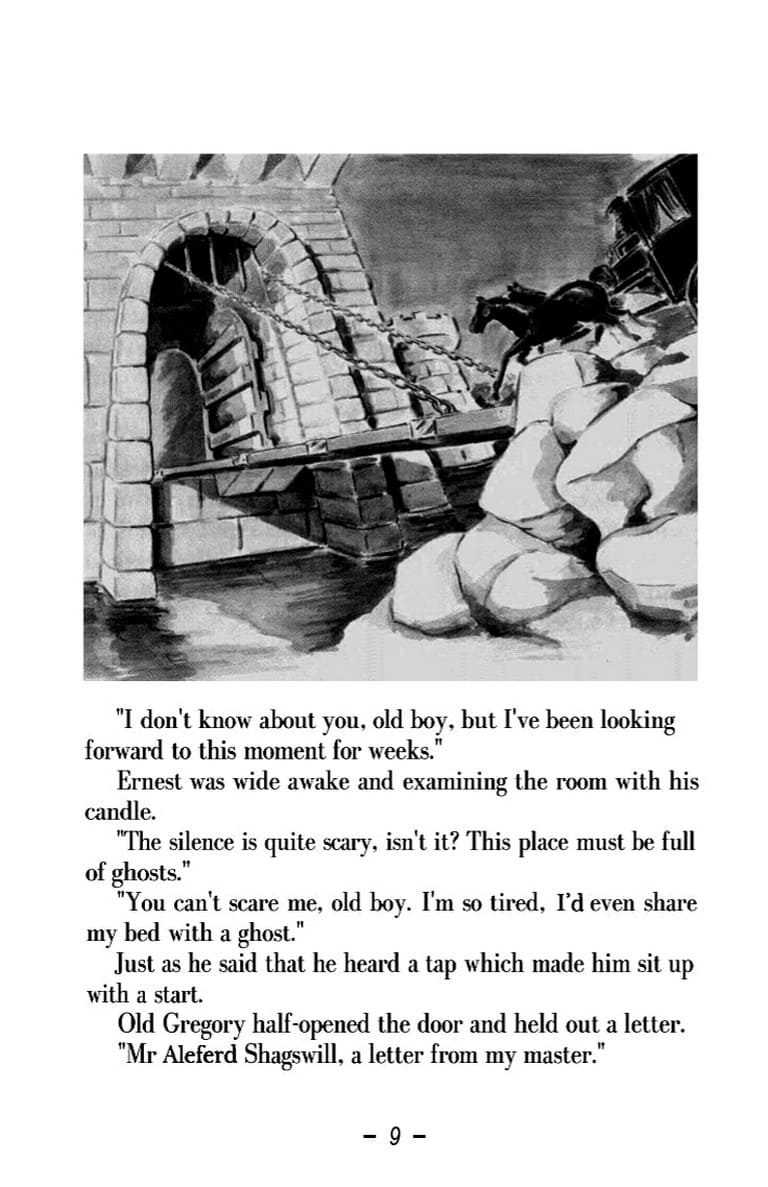 "I don't know about you, old boy, but I've been looking
forward to this moment for weeks."
Ernest was wide awake and examining the room with his
candle.
"The silence is quite scary, isn't it? This place must be full
of ghosts."
"You can't scare me, old boy. I'm so tired, I'd even share
my bed with a ghost."
Just as he said that he heard a tap which made him sit up
with a start.
Old Gregory half-opened the door and held out a letter.
"Mr Aleferd Shagswill, a letter from my master."
- 9 -